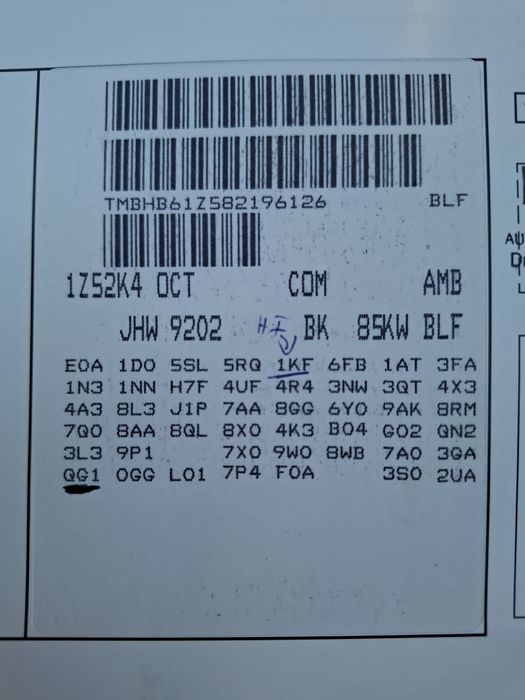 TMBHB61Z582196126 BLF
1Z52K4 OCT COM AMB
JHW 9202 HI BK 85KW BLF
E0A 1D0 5SL 5RQ 1KF 6FB 1AT 3FA
1N3 1NN H7F 4UF 4R4 3NW 3QT 4X3
4A3 8L3 J1P 7AA 8GG 6Y0 9AK 8RM
7Q0 8AA 8QL 8X0 4K3 B04 G02 QN2
3L3 9P1 7X0 9W0 8WB 7A0 3GA
QG1 0GG L01 7P4 F0A 3S0 2UA